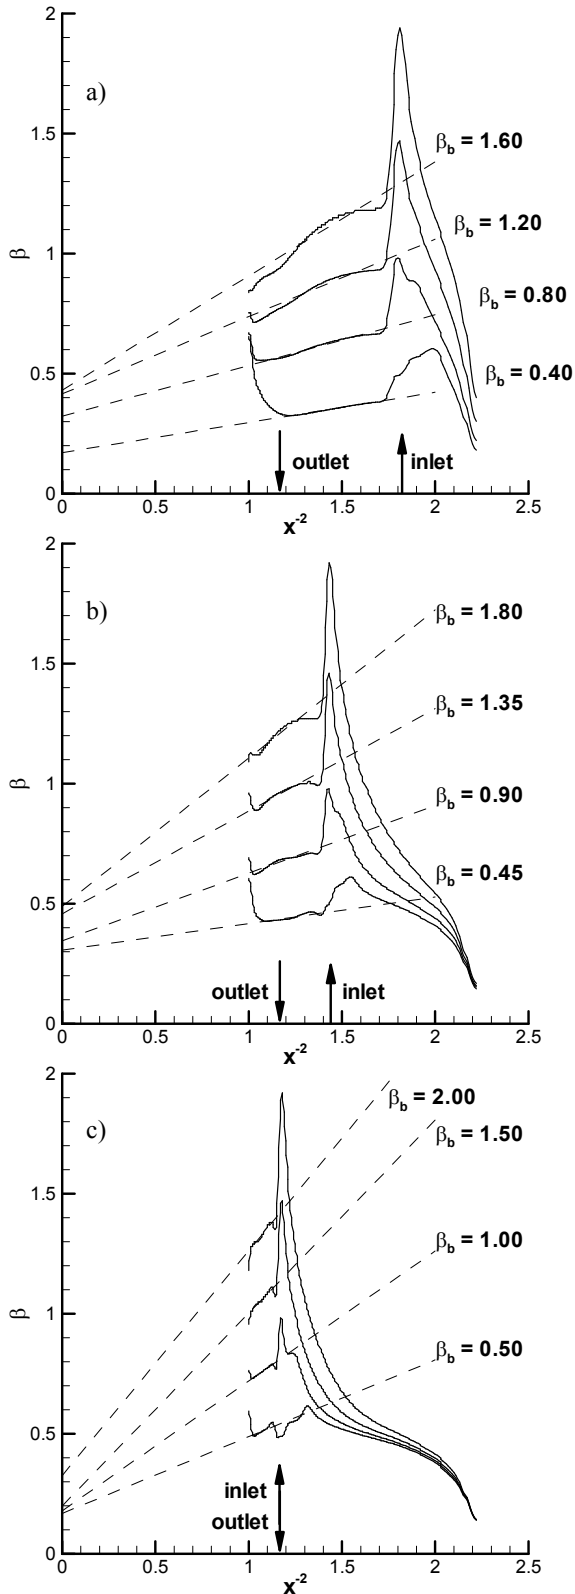 2
a)
β_b = 1.60
1.5
β_b = 1.20
β
1
β_b = 0.80
β_b = 0.40
0.5
outlet
inlet
0
0 0.5 1 1.5 2 2.5
x^-2
2
b)
β_b = 1.80
1.5
β_b = 1.35
β
1
β_b = 0.90
β_b = 0.45
0.5
outlet
inlet
0
0 0.5 1 1.5 2 2.5
x^-2
2
β_b = 2.00
c)
β_b = 1.50
1.5
β_b = 1.00
β
1
β_b = 0.50
0.5
inlet
outlet
0
0 0.5 1 1.5 2 2.5
x^-2